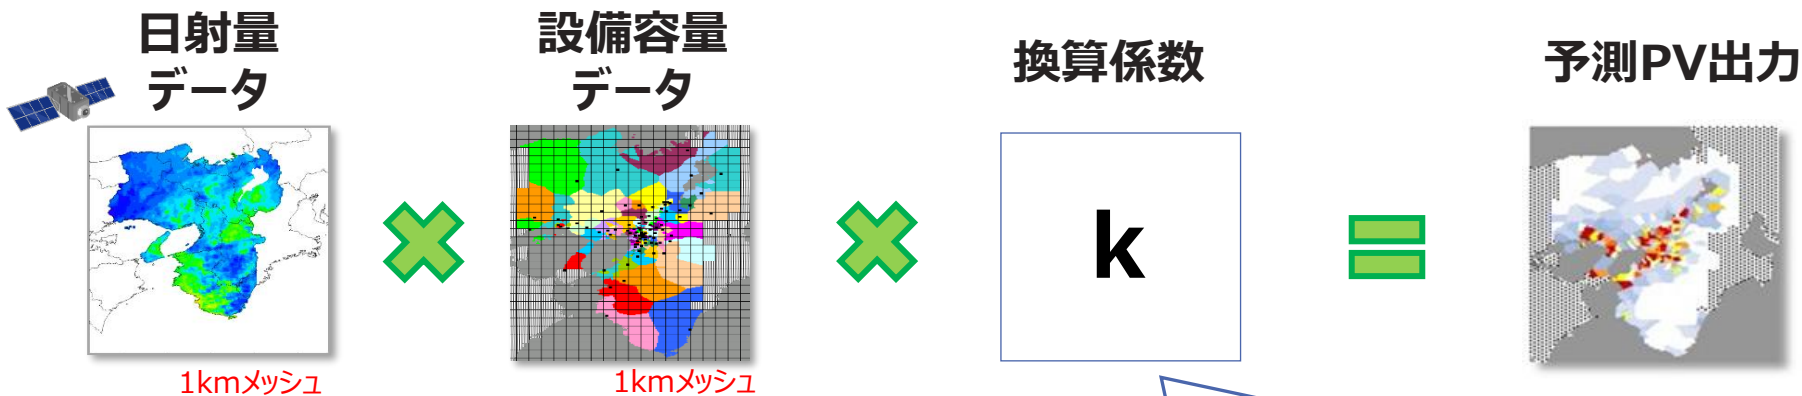 日射量
データ
設備容量
データ
換算係数
予測PV出力
k
1kmメッシュ
1kmメッシュ